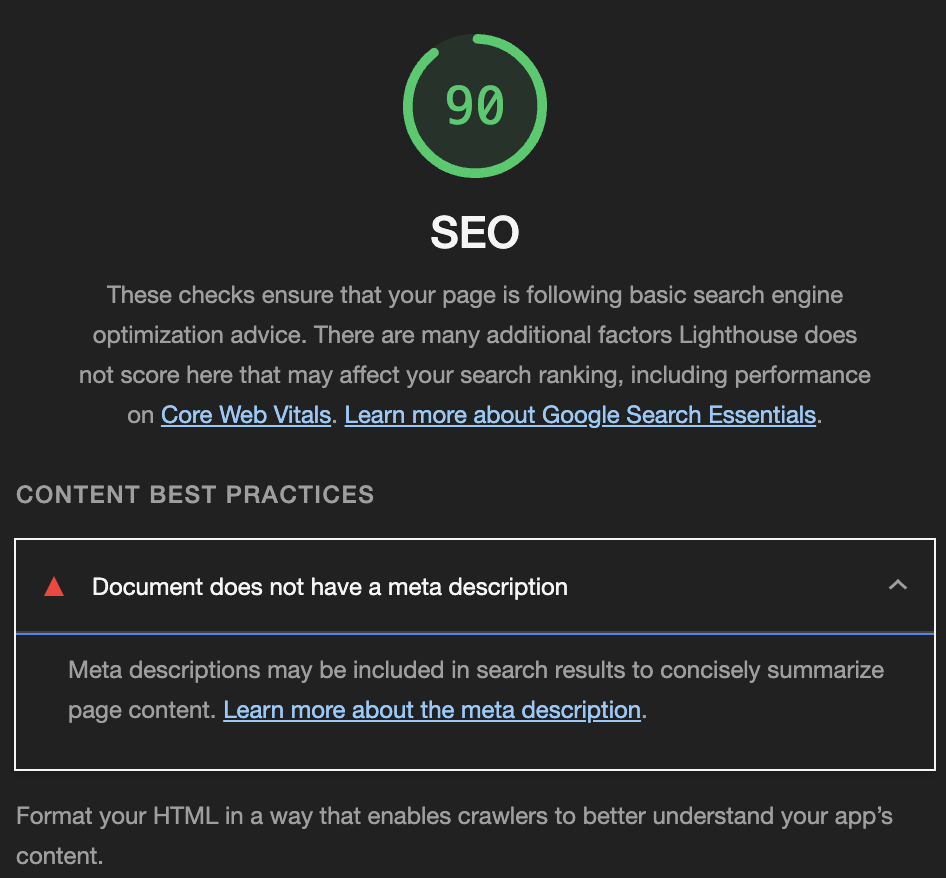 90
SEO
These checks ensure that your page is following basic search engine
optimization advice. There are many additional factors Lighthouse does
not score here that may affect your search ranking, including performance
on Core Web Vitals. Learn more about Google Search Essentials.
CONTENT BEST PRACTICES
Document does not have a meta description
Meta descriptions may be included in search results to concisely summarize
page content. Learn more about the meta description.
Format your HTML in a way that enables crawlers to better understand your app’s
content.